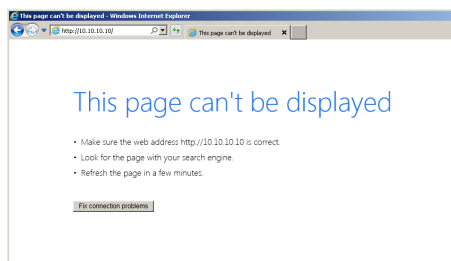 This page can't be displayed - Windows Internet Explorer
http://10.10.10.10/
This page can't be displayed
This page can't be displayed
• Make sure the web address http://10.10.10.10 is correct.
• Look for the page with your search engine.
• Refresh the page in a few minutes.
Fix connection problems